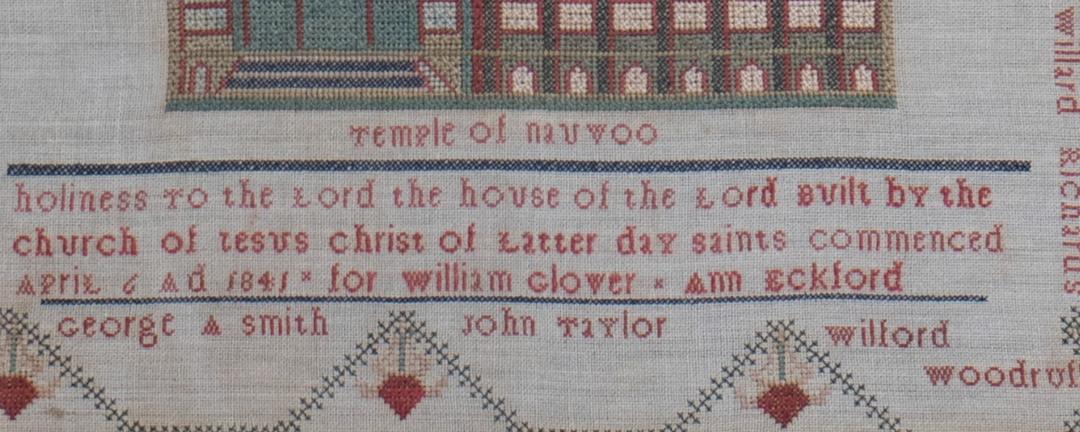 Temple of nauvoo
holiness To the Lord the house of the Lord Built by the
church of Jesus christ of Latter day saints commenced
April 6 Ad 1841 * for william Glover * Ann Eckford
George A smith
John Taylor
wilford
woodruf
willard Richards